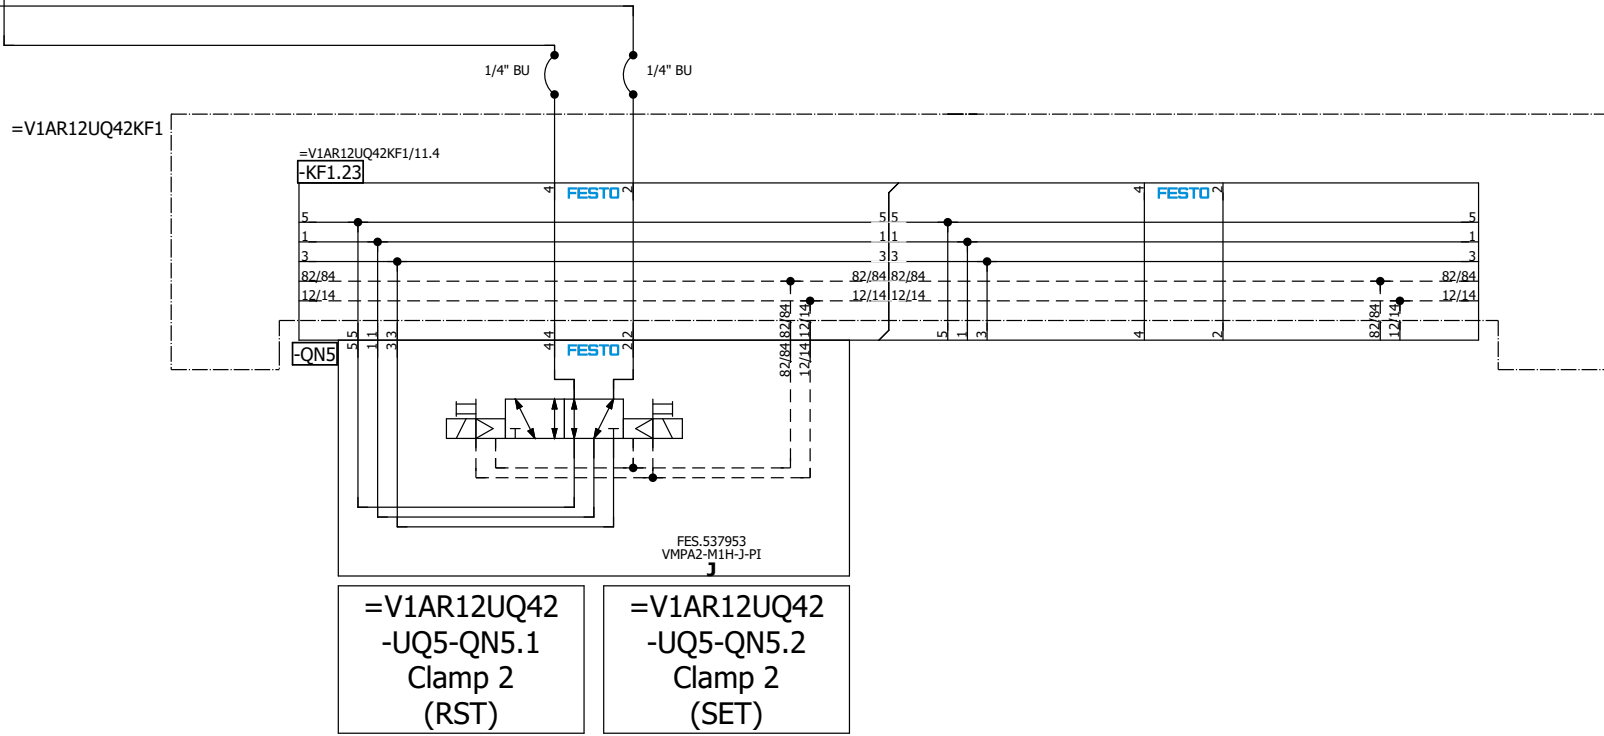 1/4" BU
1/4" BU
=V1AR12UQ42KF1
=V1AR12UQ42KF1/11.4
-KF1.23
4 FESTO 2
4 FESTO 2
5 5 5 5
1 1 1 1
3 3 3 3
82/84 82/84 82/84 82/84
12/14 12/14 12/14 12/14
82/84 12/14
82/84 12/14
5 1 3 4 2
5 1 3 4 2
-QN5
5 1 3 4 FESTO 2
82/84 12/14
FES.537953
VMPA2-M1H-J-PI
J
=V1AR12UQ42
-UQ5-QN5.1
Clamp 2
(RST)
=V1AR12UQ42
-UQ5-QN5.2
Clamp 2
(SET)